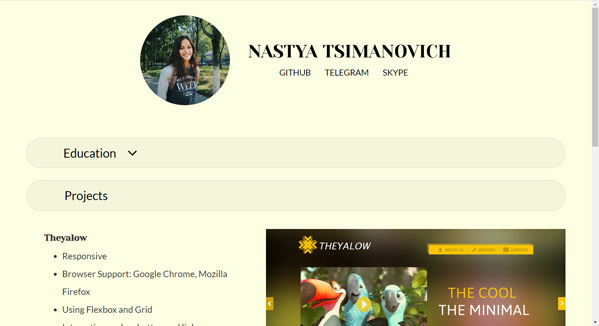 NASTYA TSIMANOVICH
GITHUB TELEGRAM SKYPE
Education
Projects
Theyalow
Responsive
Browser Support: Google Chrome, Mozilla
Firefox
Using Flexbox and Grid
THEYALOW
ABOUT US SERVICES CONTACT
THE COOL
THE MINIMAL